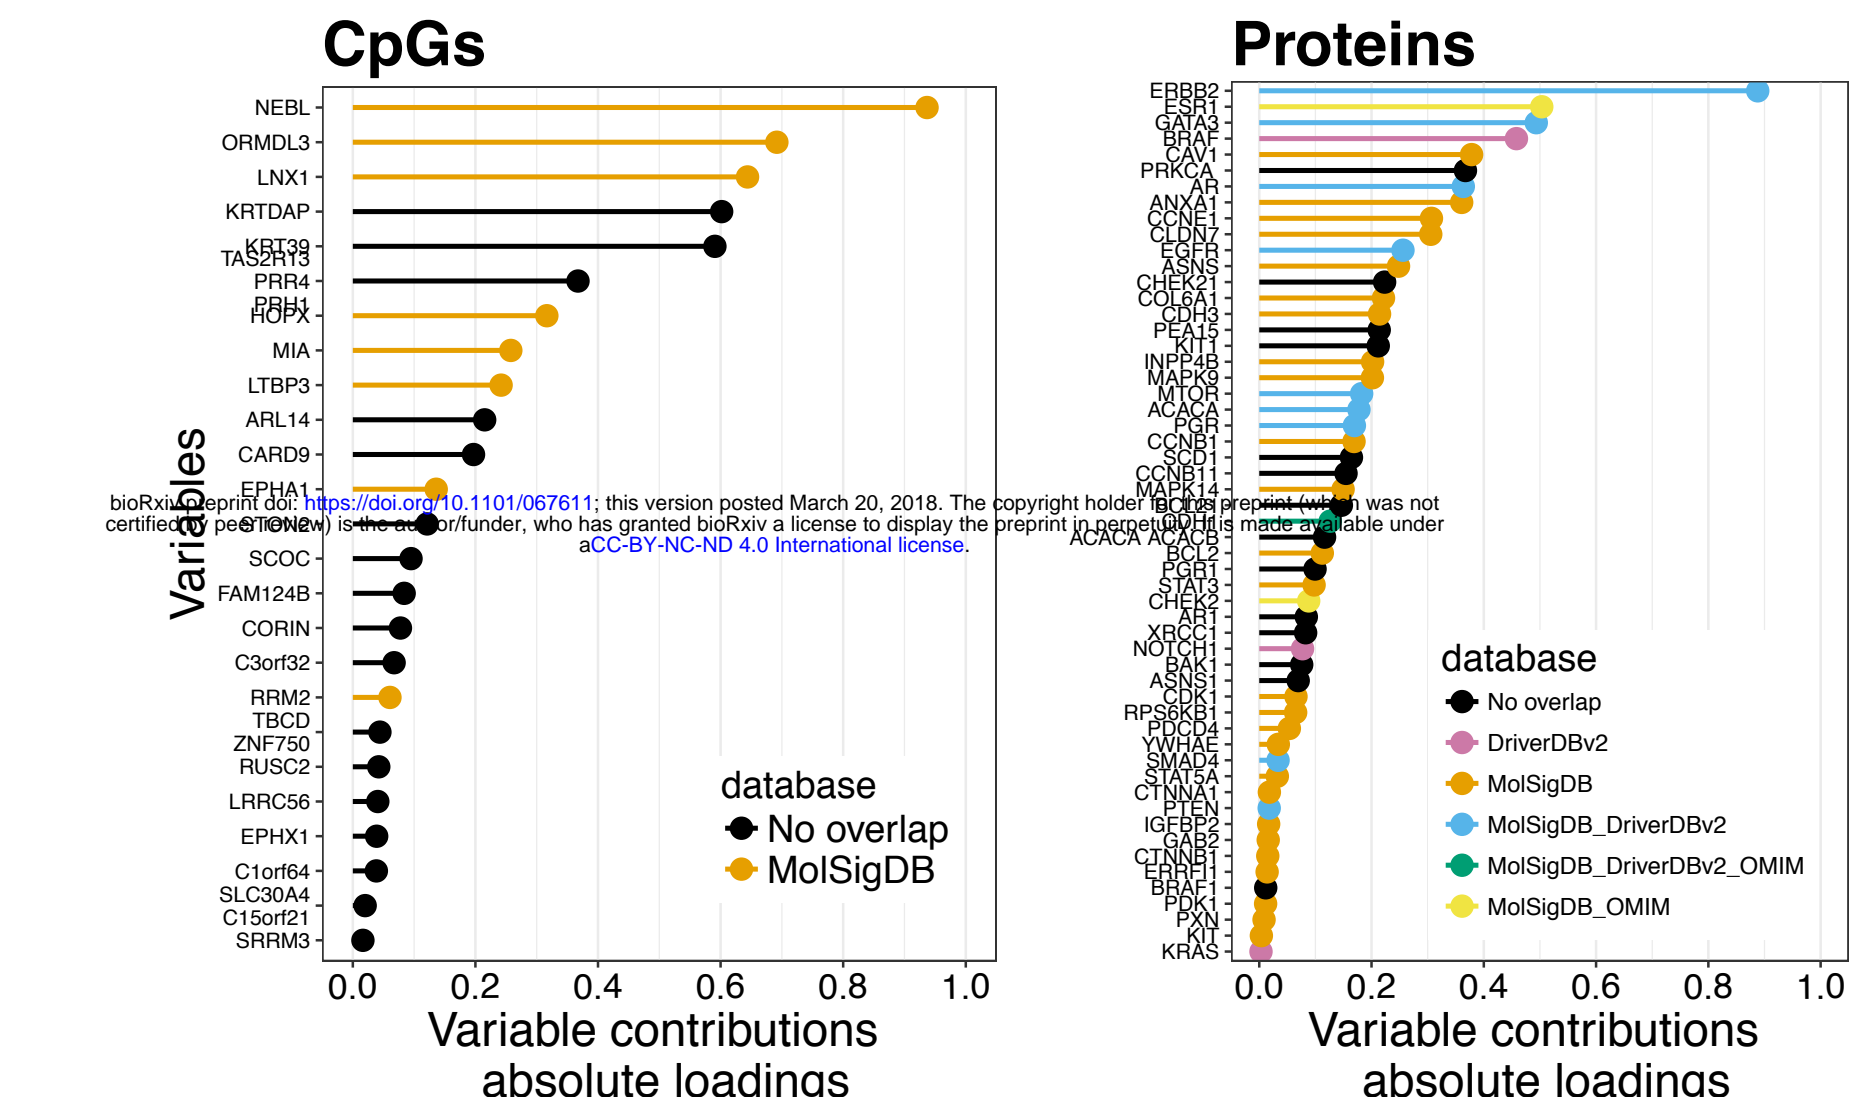 CpGs
NEBL
ORMDL3
LNX1
KRTDAP
KRT39
TAS2R13
PRR4
PRH1
HOPX
MIA
LTBP3
ARL14
CARD9
EPHA1
STON2
SCOC
FAM124B
CORIN
C3orf32
RRM2
TBCD
ZNF750
RUSC2
LRRC56
EPHX1
C1orf64
SLC30A4
C15orf21
SRRM3
Variables
database
No overlap
MolSigDB
0.0 0.2 0.4 0.6 0.8 1.0
Variable contributions
absolute loadings
Proteins
ERBB2
ESR1
GATA3
BRAF
CAV1
PRKCA
AR
ANXA1
CCNE1
CLDN7
EGFR
ASNS
CHEK21
COL6A1
CDH3
PEA15
KIT1
INPP4B
MAPK9
MTOR
ACACA
PGR
CCNB1
SCD1
CCNB11
MAPK14
BCL21
CDH1
ACACA ACACB
BCL2
PGR1
STAT3
CHEK2
AR1
XRCC1
NOTCH1
BAK1
ASNS1
CDK1
RPS6KB1
PDCD4
YWHAE
SMAD4
STAT5A
CTNNA1
PTEN
IGFBP2
GAB2
CTNNB1
ERRFI1
BRAF1
PDK1
PXN
KIT
KRAS
database
No overlap
DriverDBv2
MolSigDB
MolSigDB_DriverDBv2
MolSigDB_DriverDBv2_OMIM
MolSigDB_OMIM
0.0 0.2 0.4 0.6 0.8 1.0
Variable contributions
absolute loadings
bioRxiv preprint doi: https://doi.org/10.1101/067611; this version posted March 20, 2018. The copyright holder for this preprint (which was not
certified by peer review) is the author/funder, who has granted bioRxiv a license to display the preprint in perpetuity. It is made available under
aCC-BY-NC-ND 4.0 International license.